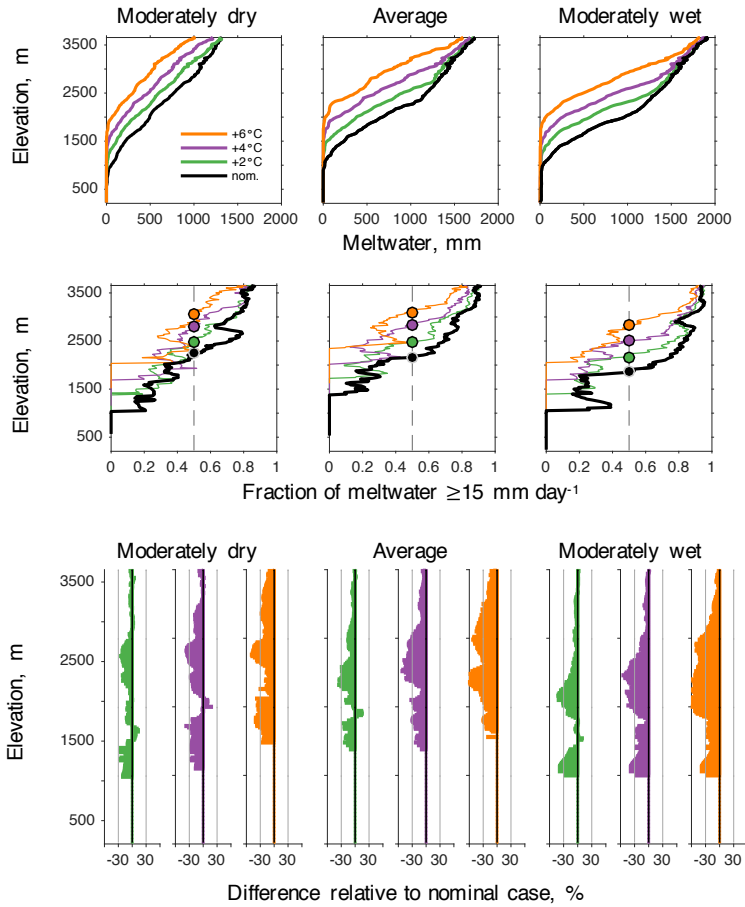 Moderately dry Average Moderately wet
Elevation, m
3500
2500
1500
500
+6°C
+4°C
+2°C
nom.
0 500 1000 1500 2000 0 500 1000 1500 2000 0 500 1000 1500 2000
Meltwater, mm
Elevation, m
3500
2500
1500
500
0 0.2 0.4 0.6 0.8 1 0 0.2 0.4 0.6 0.8 1 0 0.2 0.4 0.6 0.8 1
Fraction of meltwater ≥15 mm day⁻¹
Moderately dry Average Moderately wet
Elevation, m
3500
2500
1500
500
-30 30 -30 30 -30 30 -30 30 -30 30 -30 30 -30 30 -30 30 -30 30
Difference relative to nominal case, %